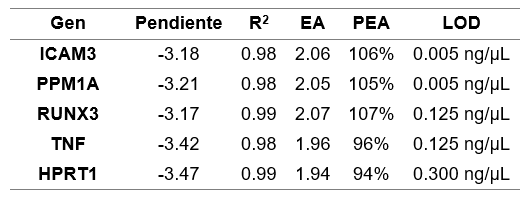 Gen Pendiente R² EA PEA LOD
ICAM3 -3.18 0.98 2.06 106% 0.005 ng/µL
PPM1A -3.21 0.98 2.05 105% 0.005 ng/µL
RUNX3 -3.17 0.99 2.07 107% 0.125 ng/µL
TNF -3.42 0.98 1.96 96% 0.125 ng/µL
HPRT1 -3.47 0.99 1.94 94% 0.300 ng/µL